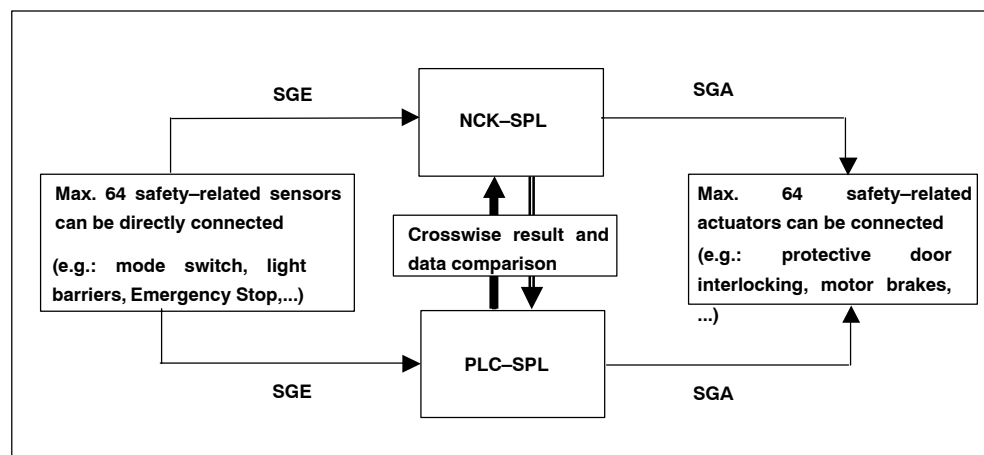 SGE
NCK–SPL
SGA
Max. 64 safety–related sensors
can be directly connected
(e.g.: mode switch, light
barriers, Emergency Stop,...)
Crosswise result and
data comparison
Max. 64 safety–related
actuators can be connected
(e.g.: protective door
interlocking, motor brakes,
...)
SGE
PLC–SPL
SGA